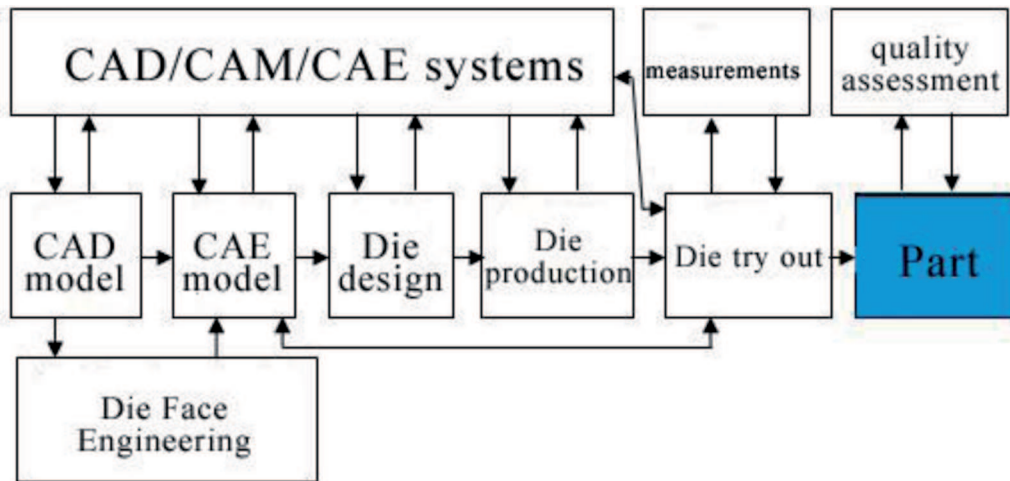 CAD/CAM/CAE systems
measurements
quality
assessment
CAD
model
CAE
model
Die
design
Die
production
Die try out
Part
Die Face
Engineering